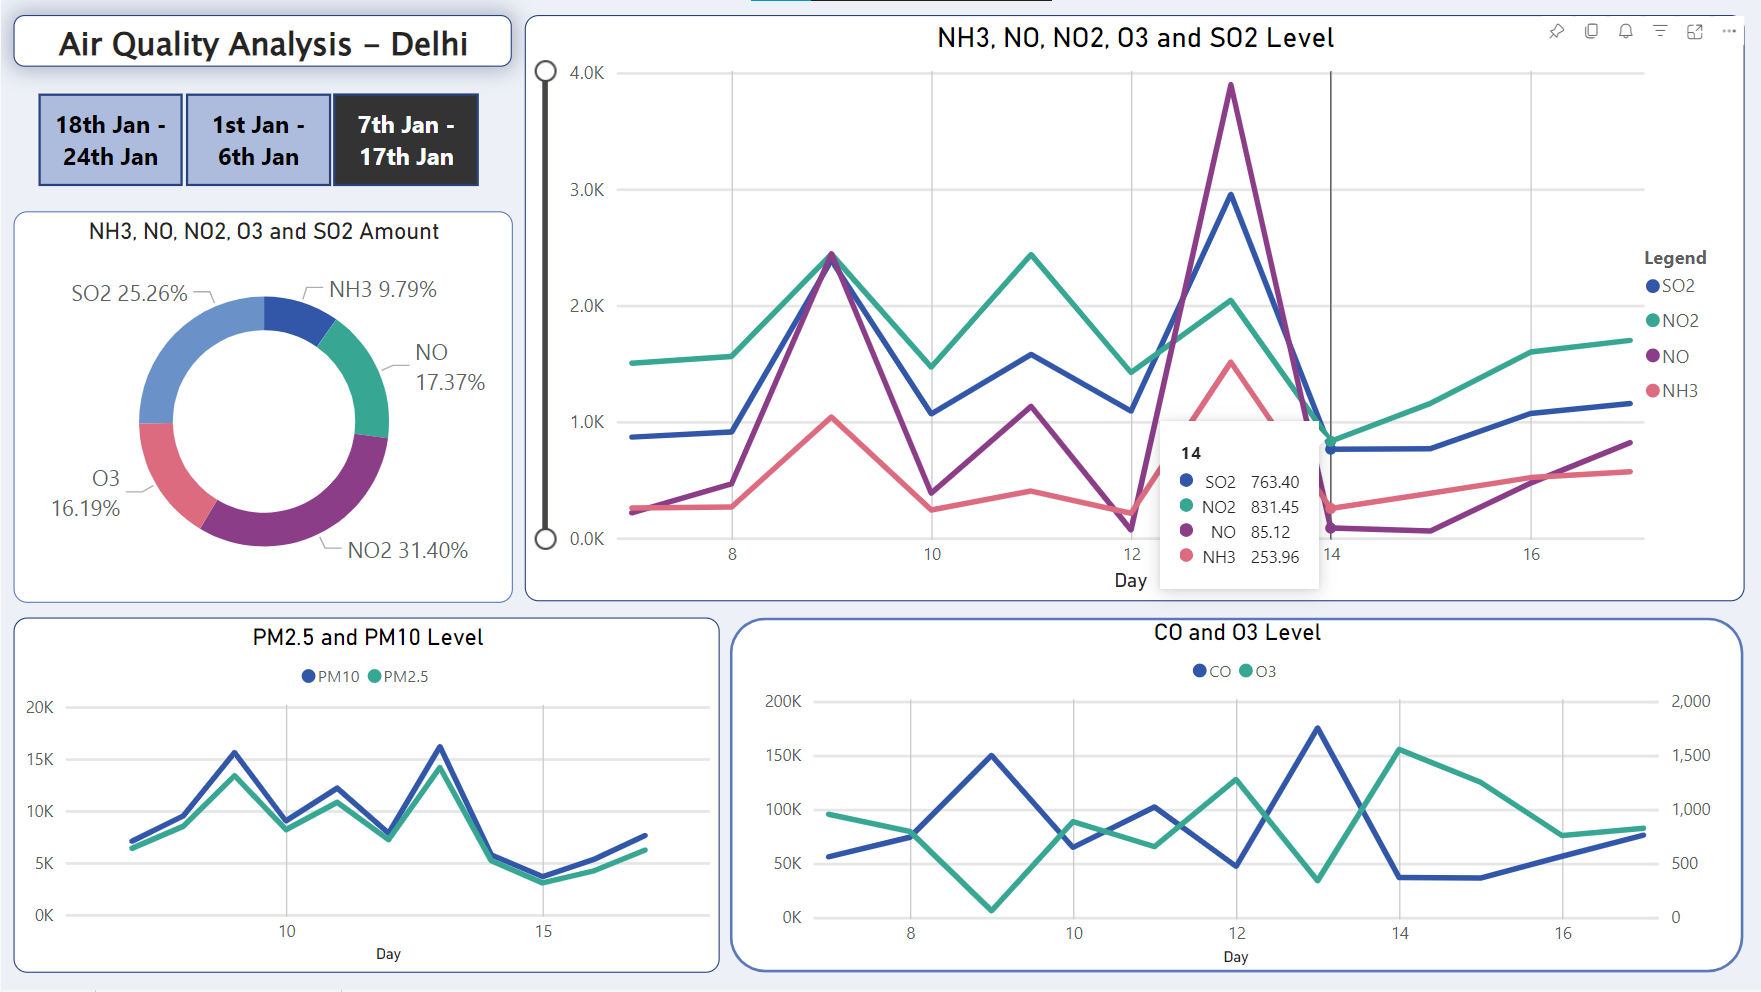 Air Quality Analysis – Delhi
18th Jan -
24th Jan
1st Jan -
6th Jan
7th Jan -
17th Jan
NH3, NO, NO2, O3 and SO2 Amount
SO2 25.26%
NH3 9.79%
NO
17.37%
O3
16.19%
NO2 31.40%
NH3, NO, NO2, O3 and SO2 Level
4.0K
3.0K
2.0K
1.0K
0.0K
8
10
12
14
16
Day
14
SO2 763.40
NO2 831.45
NO 85.12
NH3 253.96
Legend
SO2
NO2
NO
NH3
PM2.5 and PM10 Level
PM10 PM2.5
20K
15K
10K
5K
0K
10
15
Day
CO and O3 Level
CO O3
200K
150K
100K
50K
0K
2,000
1,500
1,000
500
0
8
10
12
14
16
Day